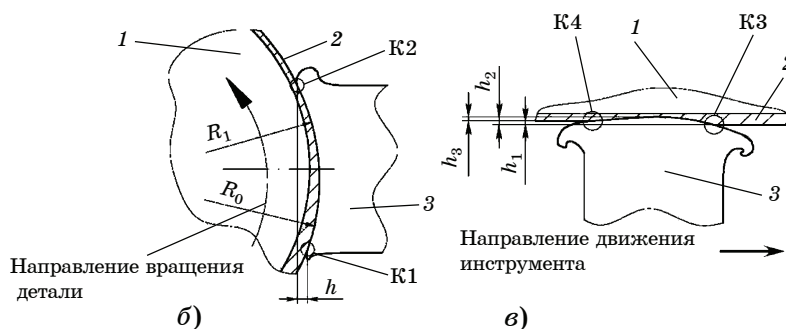 1
2
К2
R₁
R₀
3
К1
h
Направление вращения
детали
б)
К4
1
К3
2
h₂
h₃
h₁
3
Направление движения
инструмента
в)